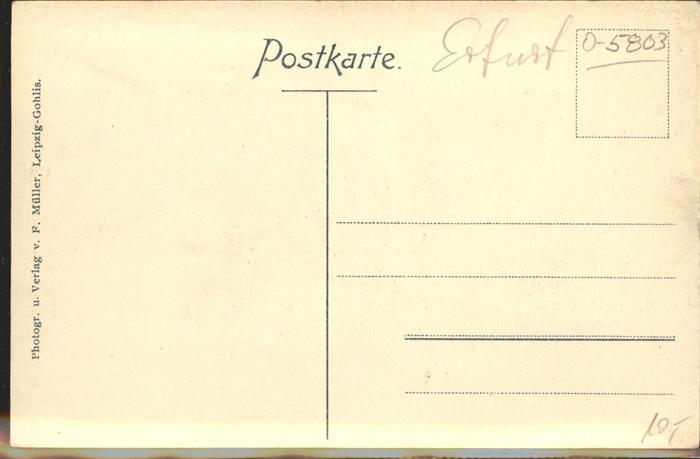 Postkarte.
Erfurt
O-5803
Photogr. u. Verlag v. F. Müller, Leipzig-Gohlis.